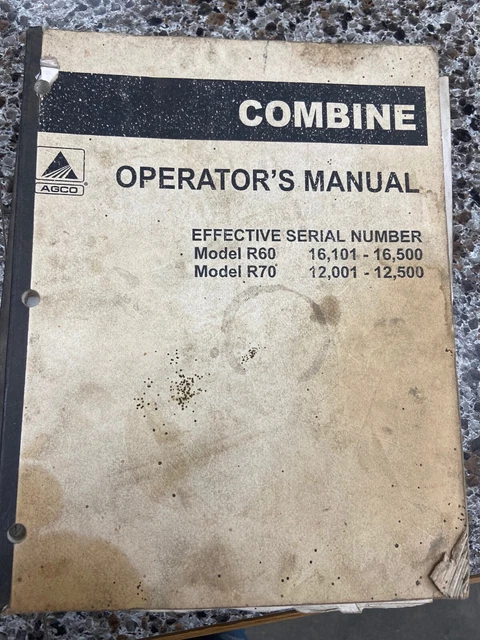 COMBINE
AGCO®
OPERATOR'S MANUAL
EFFECTIVE SERIAL NUMBER
Model R60 16,101 - 16,500
Model R70 12,001 - 12,500